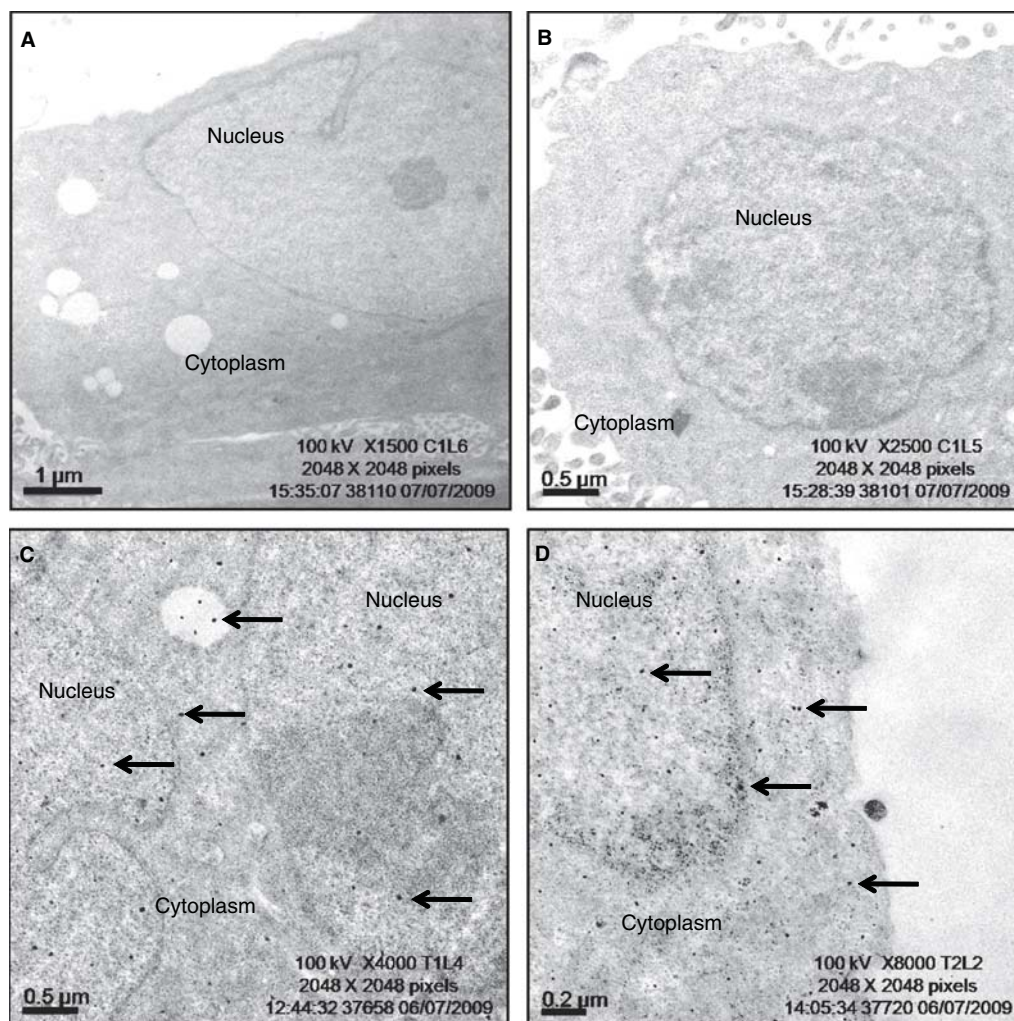 A
Nucleus
Cytoplasm
100 kV X1500 C1L6
2048 X 2048 pixels
15:35:07 38110 07/07/2009
1 µm
B
Nucleus
Cytoplasm
100 kV X2500 C1L5
2048 X 2048 pixels
15:28:39 38101 07/07/2009
0.5 µm
C
Nucleus
Nucleus
Cytoplasm
100 kV X4000 T1L4
2048 X 2048 pixels
12:44:32 37658 06/07/2009
0.5 µm
D
Nucleus
Cytoplasm
100 kV X8000 T2L2
2048 X 2048 pixels
14:05:34 37720 06/07/2009
0.2 µm